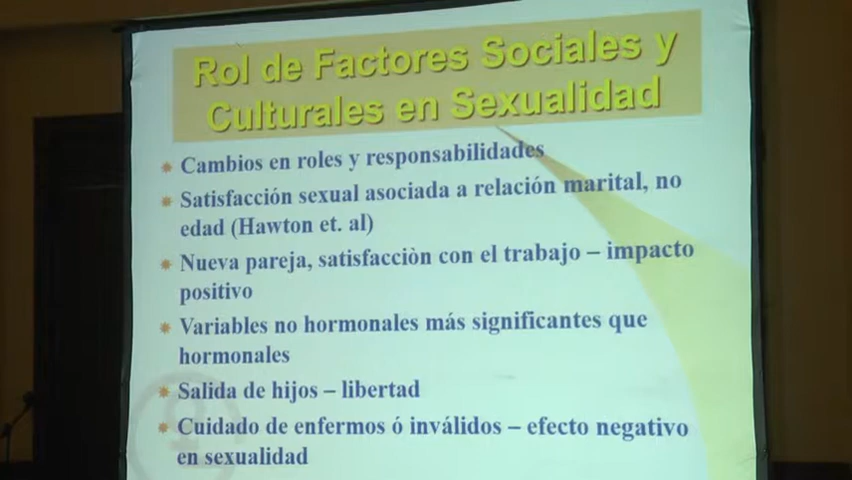 Rol de Factores Sociales y
Culturales en Sexualidad
Cambios en roles y responsabilidades
Satisfacción sexual asociada a relación marital, no
edad (Hawton et. al)
Nueva pareja, satisfacciòn con el trabajo – impacto
positivo
Variables no hormonales más significantes que
hormonales
Salida de hijos – libertad
Cuidado de enfermos ó inválidos – efecto negativo
en sexualidad